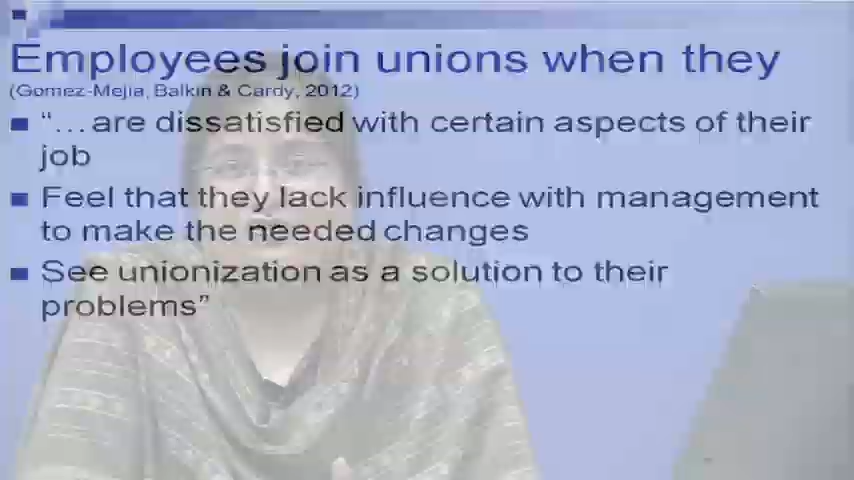 Employees join unions when they
(Gomez-Mejia, Balkin & Cardy, 2012)
“… are dissatisfied with certain aspects of their
job
Feel that they lack influence with management
to make the needed changes
See unionization as a solution to their
problems”